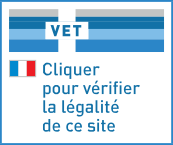 VET
Cliquer
pour vérifier
la légalité
de ce site